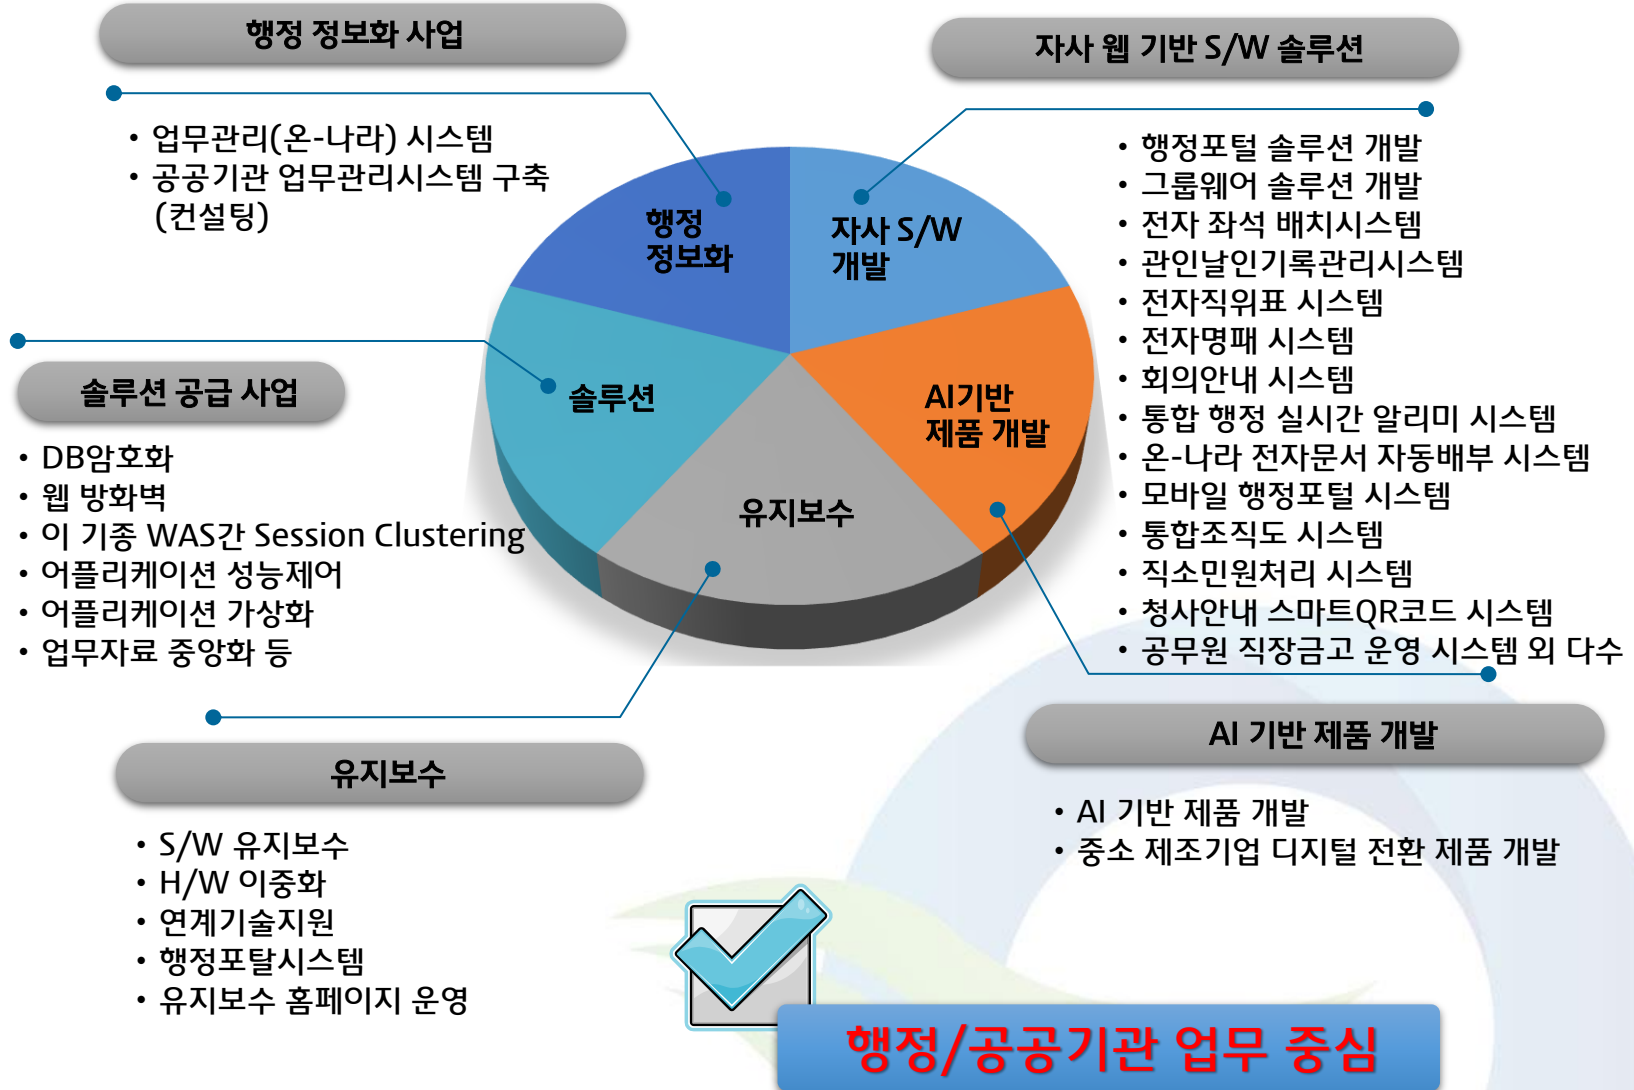 행정 정보화 사업
• 업무관리(온-나라) 시스템
• 공공기관 업무관리시스템 구축
(컨설팅)
자사 웹 기반 S/W 솔루션
• 행정포털 솔루션 개발
• 그룹웨어 솔루션 개발
• 전자 좌석 배치시스템
• 관인날인기록관리시스템
• 전자직위표 시스템
• 전자명패 시스템
• 회의안내 시스템
• 통합 행정 실시간 알리미 시스템
• 온-나라 전자문서 자동배부 시스템
• 모바일 행정포털 시스템
• 통합조직도 시스템
• 직소민원처리 시스템
• 청사안내 스마트QR코드 시스템
• 공무원 직장금고 운영 시스템 외 다수
행정
정보화
자사 S/W
개발
솔루션
AI기반
제품 개발
유지보수
솔루션 공급 사업
• DB암호화
• 웹 방화벽
• 이 기종 WAS간 Session Clustering
• 어플리케이션 성능제어
• 어플리케이션 가상화
• 업무자료 중앙화 등
유지보수
• S/W 유지보수
• H/W 이중화
• 연계기술지원
• 행정포탈시스템
• 유지보수 홈페이지 운영
AI 기반 제품 개발
• AI 기반 제품 개발
• 중소 제조기업 디지털 전환 제품 개발
행정/공공기관 업무 중심